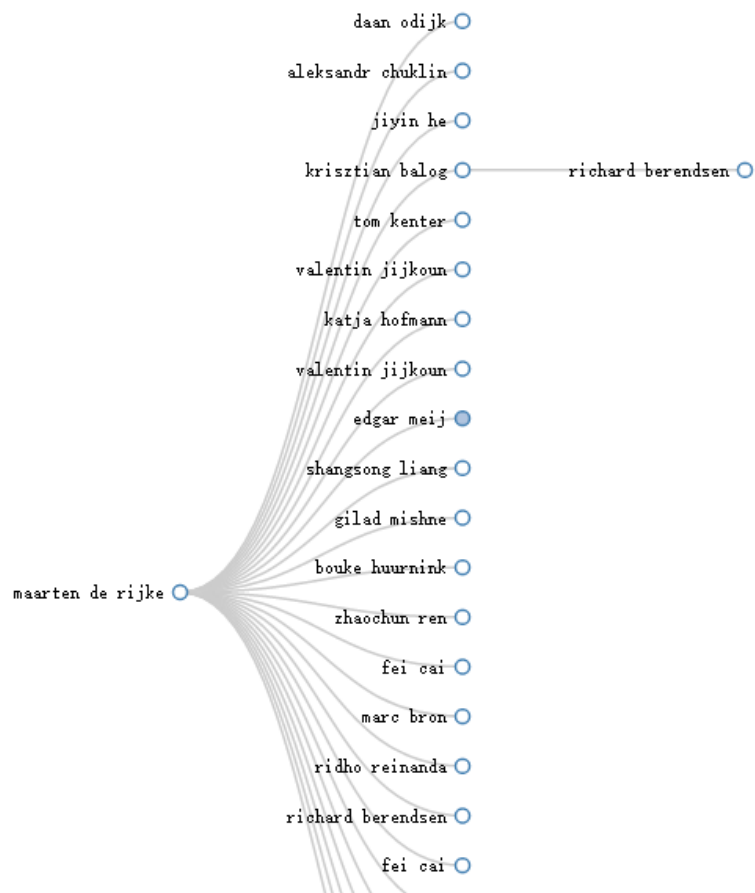 daan odijk
aleksandr chuklin
jiyin he
krisztian balog
richard berendsen
tom kenter
valentin jijkoun
katja hofmann
valentin jijkoun
edgar meij
shangsong liang
gilad mishne
bouke huurnink
maarten de rijke
zhaochun ren
fei cai
marc bron
ridho reinanda
richard berendsen
fei cai